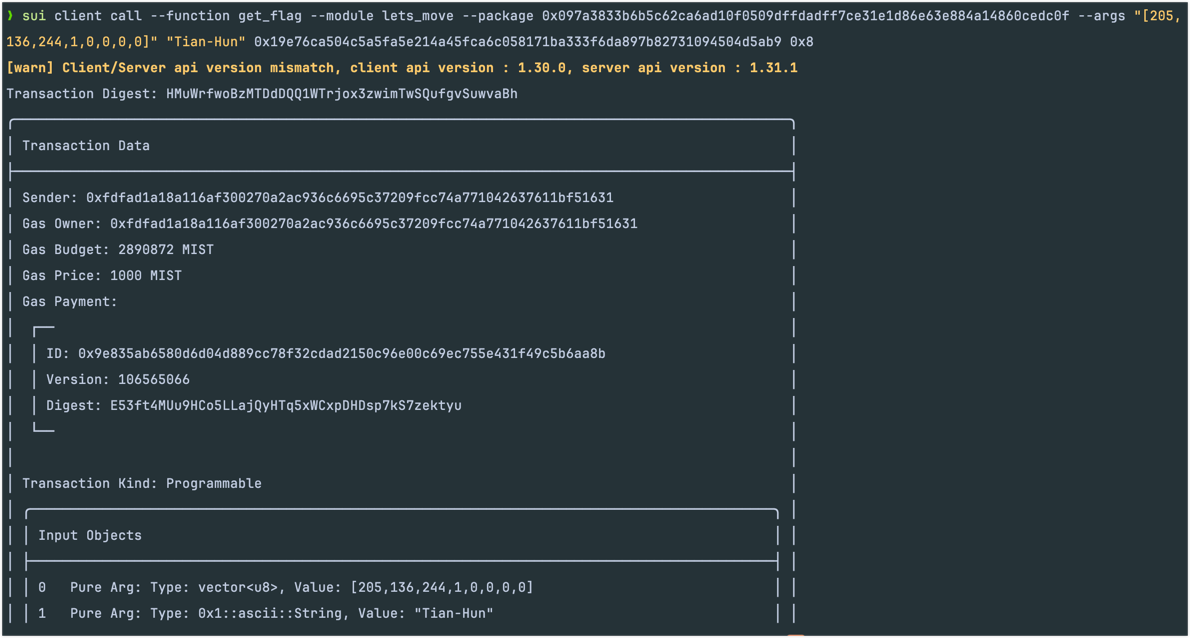 ❯ sui client call --function get_flag --module lets_move --package 0x097a3833b6b5c62ca6ad10f0509dffdadff7ce31e1d86e63e884a14860cedc0f --args "[205,
136,244,1,0,0,0,0]" "Tian-Hun" 0x19e76ca504c5a5fa5e214a45fca6c058171ba333f6da897b82731094504d5ab9 0x8
[warn] Client/Server api version mismatch, client api version : 1.30.0, server api version : 1.31.1
Transaction Digest: HMuWrfwoBzMTDdDQQ1WTrjox3zwimTwSQufgvSuwvaBh
Transaction Data
Sender: 0xfdfad1a18a116af300270a2ac936c6695c37209fcc74a771042637611bf51631
Gas Owner: 0xfdfad1a18a116af300270a2ac936c6695c37209fcc74a771042637611bf51631
Gas Budget: 2890872 MIST
Gas Price: 1000 MIST
Gas Payment:
ID: 0x9e835ab6580d6d04d889cc78f32cdad2150c96e00c69ec755e431f49c5b6aa8b
Version: 106565066
Digest: E53ft4MUu9HCo5LLajQyHTq5xWCxpDHDsp7kS7zektyu
Transaction Kind: Programmable
Input Objects
0 Pure Arg: Type: vector<u8>, Value: [205,136,244,1,0,0,0,0]
1 Pure Arg: Type: 0x1::ascii::String, Value: "Tian-Hun"